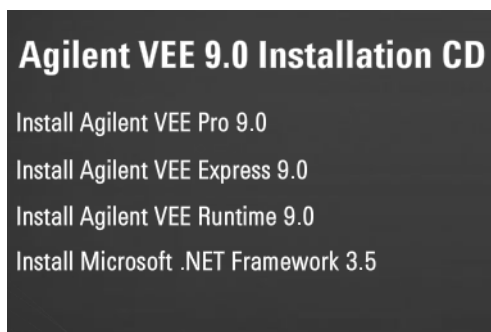 Agilent VEE 9.0 Installation CD
Install Agilent VEE Pro 9.0
Install Agilent VEE Express 9.0
Install Agilent VEE Runtime 9.0
Install Microsoft .NET Framework 3.5